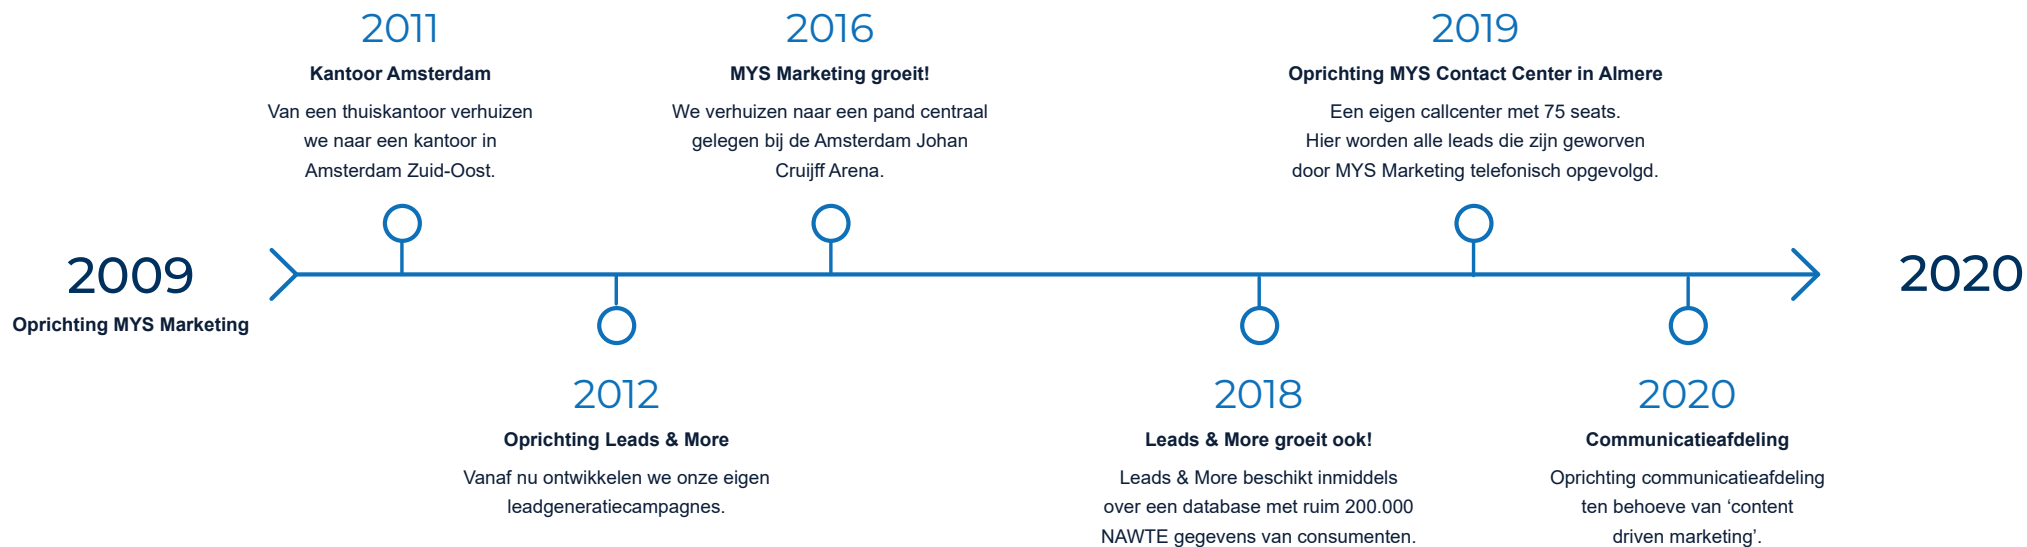 2009
Oprichting MYS Marketing
2011
Kantoor Amsterdam
Van een thuiskantoor verhuizen
we naar een kantoor in
Amsterdam Zuid-Oost.
2012
Oprichting Leads & More
Vanaf nu ontwikkelen we onze eigen
leadgeneratiecampagnes.
2016
MYS Marketing groeit!
We verhuizen naar een pand centraal
gelegen bij de Amsterdam Johan
Cruijff Arena.
2018
Leads & More groeit ook!
Leads & More beschikt inmiddels
over een database met ruim 200.000
NAWTE gegevens van consumenten.
2019
Oprichting MYS Contact Center in Almere
Een eigen callcenter met 75 seats.
Hier worden alle leads die zijn geworven
door MYS Marketing telefonisch opgevolgd.
2020
Communicatieafdeling
Oprichting communicatieafdeling
ten behoeve van ‘content
driven marketing’.
2020